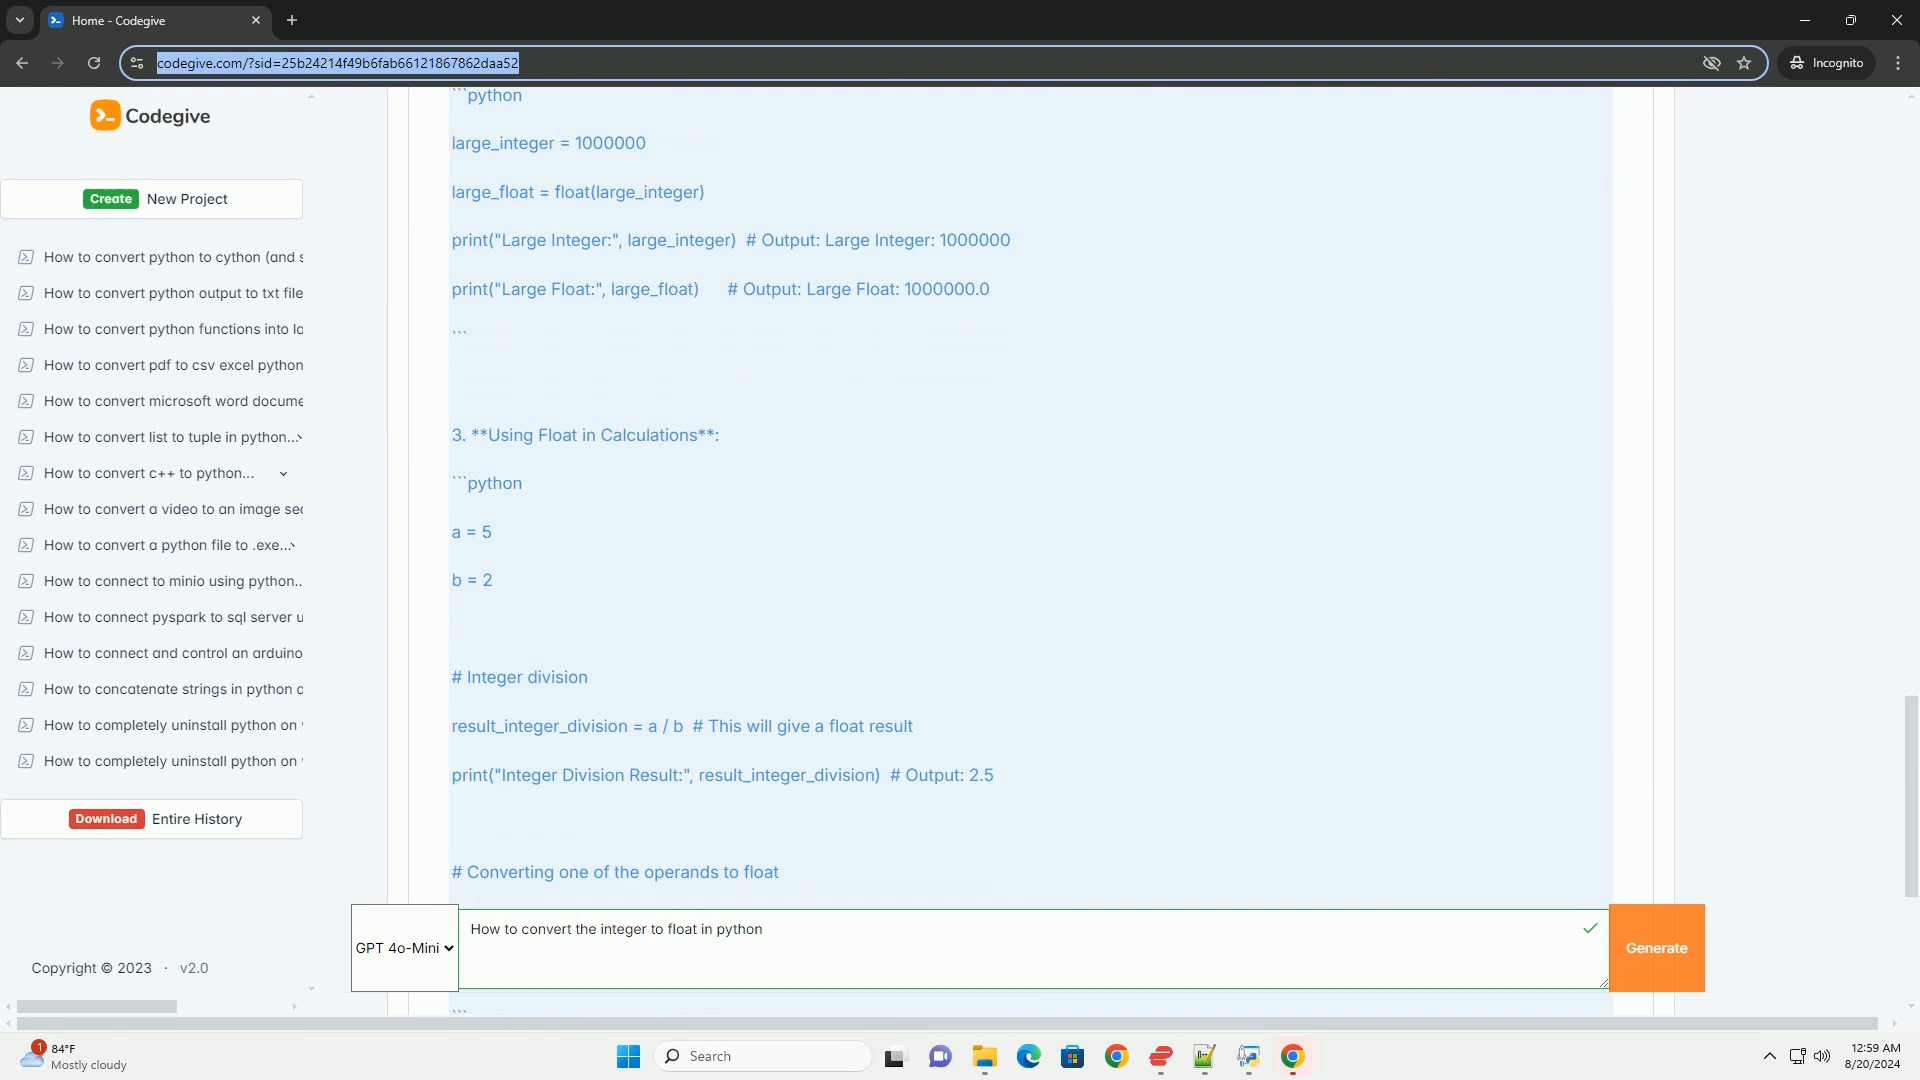 Home - Codegive
codegive.com/?sid=25b24214f49b6fab66121867862daa52
Incognito
Codegive
Create New Project
How to convert python to cython (and s
How to convert python output to txt file
How to convert python functions into la
How to convert pdf to csv excel python
How to convert microsoft word docume
How to convert list to tuple in python...
How to convert c++ to python...
How to convert a video to an image sec
How to convert a python file to .exe...
How to connect to minio using python..
How to connect pyspark to sql server u
How to connect and control an arduino
How to concatenate strings in python a
How to completely uninstall python on
How to completely uninstall python on
Download Entire History
Copyright © 2023 · v2.0
```python
large_integer = 1000000
large_float = float(large_integer)
print("Large Integer:", large_integer)  # Output: Large Integer: 1000000
print("Large Float:", large_float)      # Output: Large Float: 1000000.0
```
3. **Using Float in Calculations**:
```python
a = 5
b = 2
# Integer division
result_integer_division = a / b  # This will give a float result
print("Integer Division Result:", result_integer_division)  # Output: 2.5
# Converting one of the operands to float
GPT 4o-Mini
How to convert the integer to float in python
Generate
```
1
84°F
Mostly cloudy
Search
12:59 AM
8/20/2024